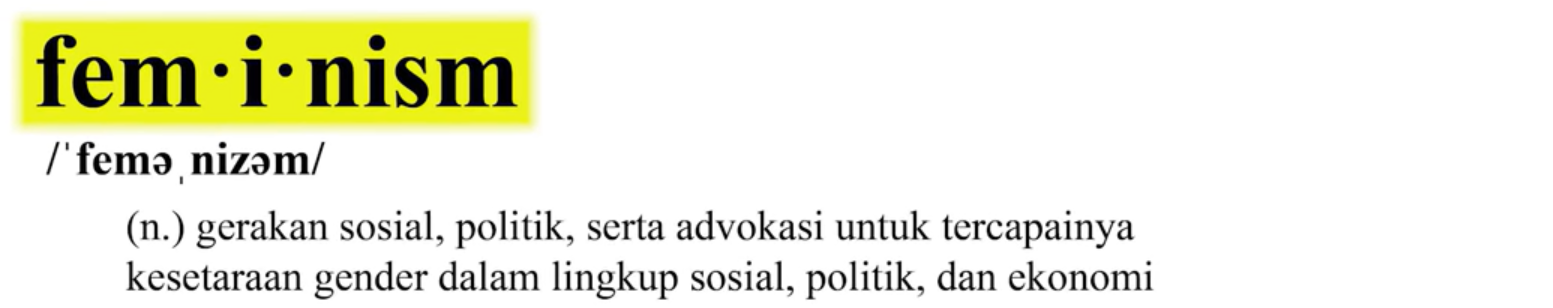 fem·i·nism
/ˈfeməˌnizəm/
(n.) gerakan sosial, politik, serta advokasi untuk tercapainya
kesetaraan gender dalam lingkup sosial, politik, dan ekonomi